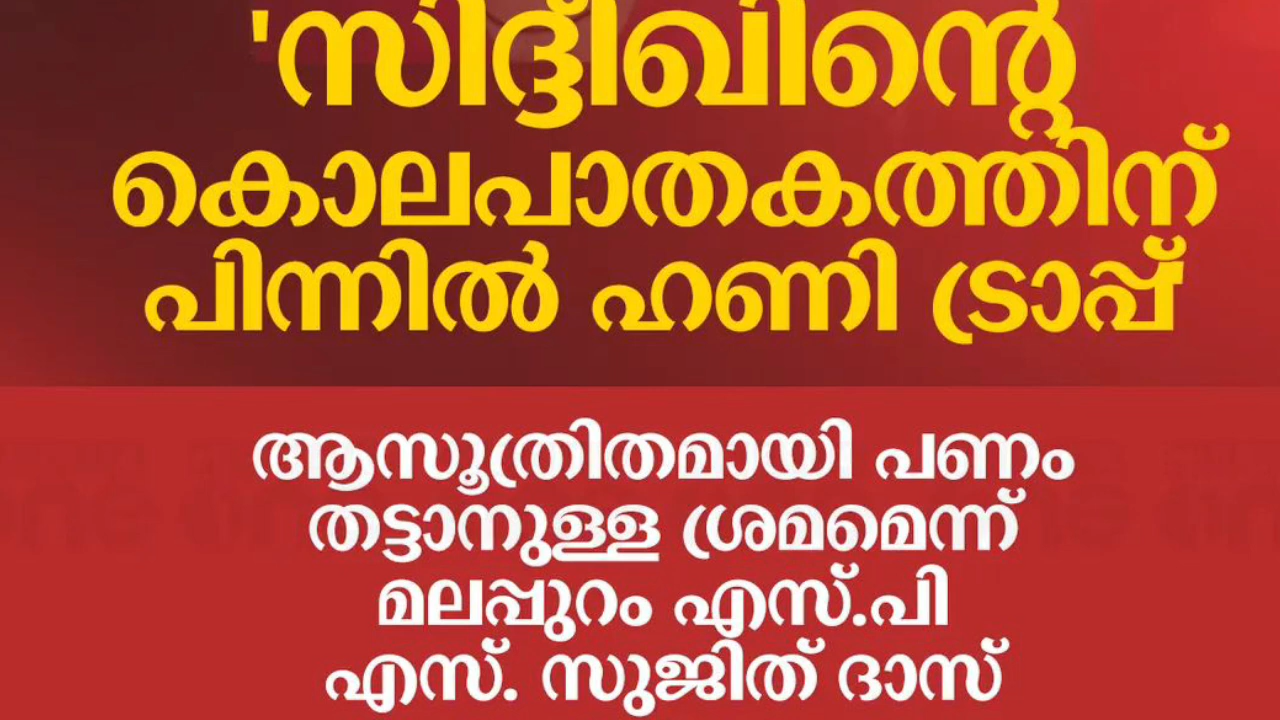 'സിദ്ദീഖിന്റെ
കൊലപാതകത്തിന്
പിന്നിൽ ഹണി ട്രാപ്പ്'
ആസൂത്രിതമായി പണം
തട്ടാനുള്ള ശ്രമമെന്ന്
മലപ്പുറം എസ്.പി
എസ്. സുജിത് ദാസ്